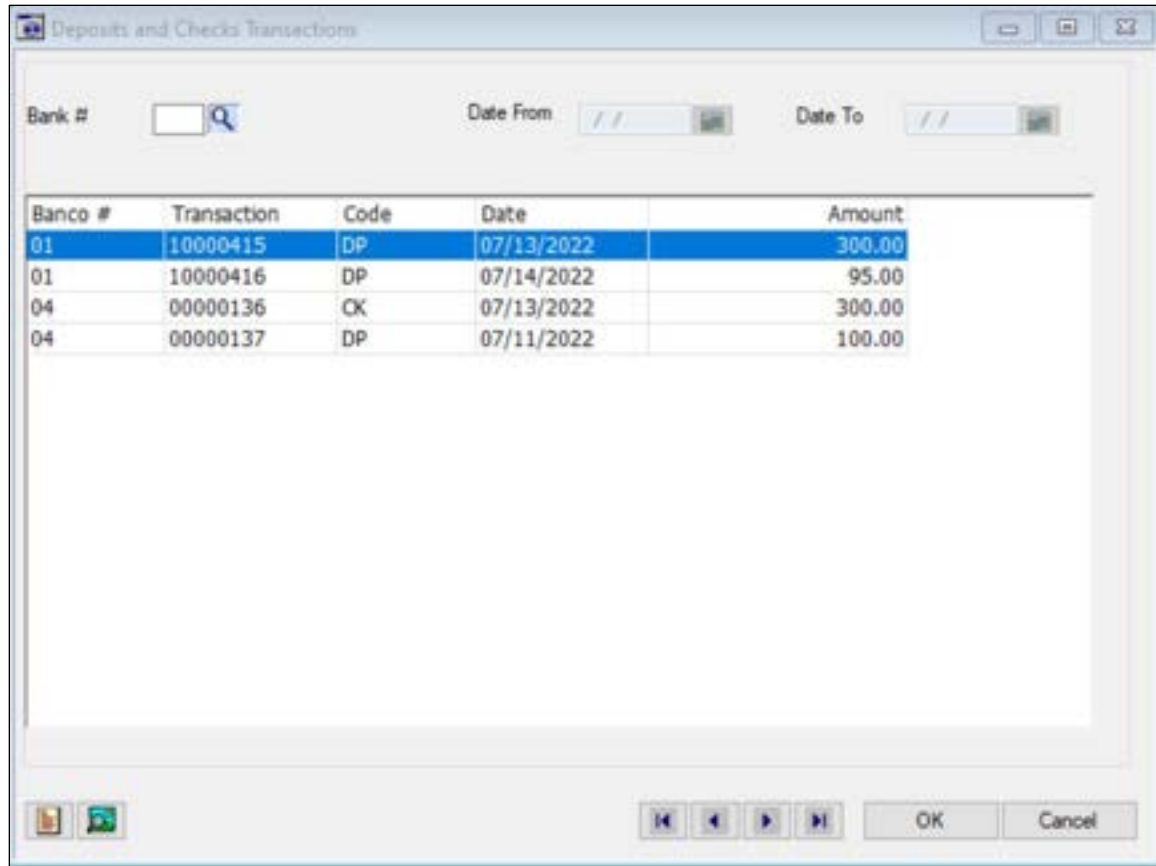 Deposits and Checks Transactions
Bank # Date From / / Date To / /
Banco # Transaction Code Date Amount
01 10000415 DP 07/13/2022 300.00
01 10000416 DP 07/14/2022 95.00
04 00000136 CK 07/13/2022 300.00
04 00000137 DP 07/11/2022 100.00
OK Cancel